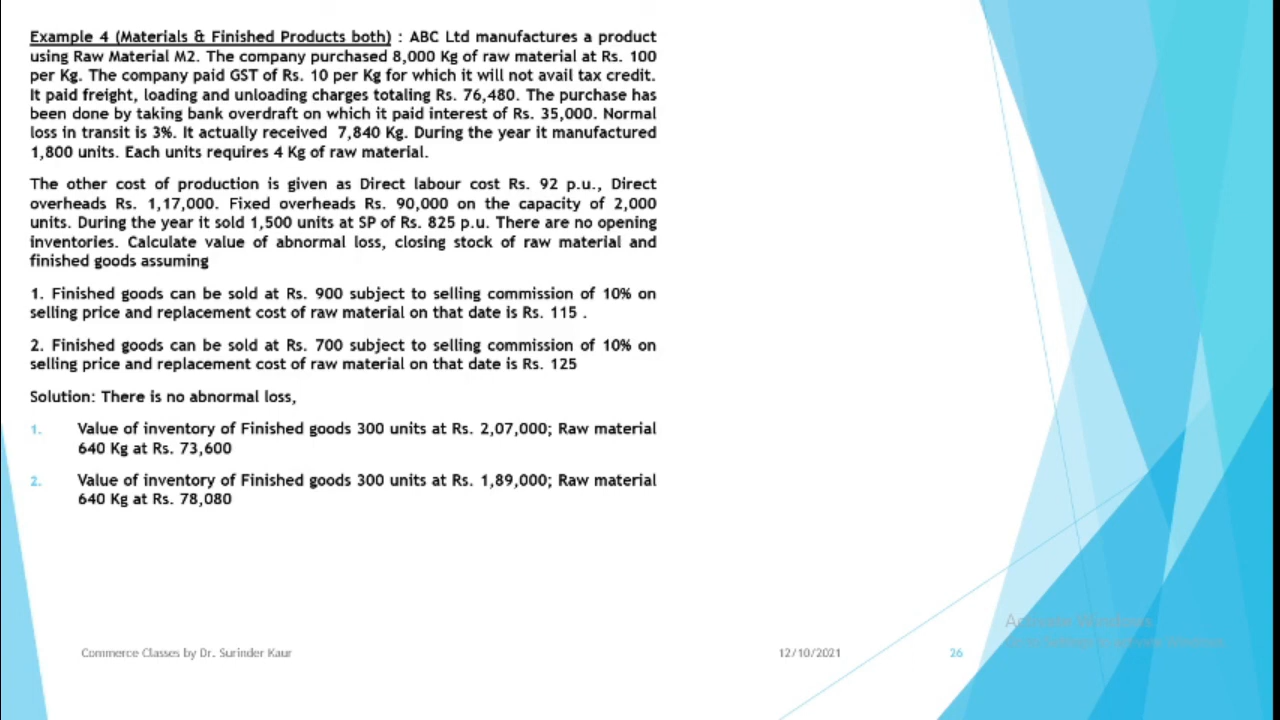 Example 4 (Materials & Finished Products both) : ABC Ltd manufactures a product
using Raw Material M2. The company purchased 8,000 Kg of raw material at Rs. 100
per Kg. The company paid GST of Rs. 10 per Kg for which it will not avail tax credit.
It paid freight, loading and unloading charges totaling Rs. 76,480. The purchase has
been done by taking bank overdraft on which it paid interest of Rs. 35,000. Normal
loss in transit is 3%. It actually received 7,840 Kg. During the year it manufactured
1,800 units. Each units requires 4 Kg of raw material.
The other cost of production is given as Direct labour cost Rs. 92 p.u., Direct
overheads Rs. 1,17,000. Fixed overheads Rs. 90,000 on the capacity of 2,000
units. During the year it sold 1,500 units at SP of Rs. 825 p.u. There are no opening
inventories. Calculate value of abnormal loss, closing stock of raw material and
finished goods assuming
1. Finished goods can be sold at Rs. 900 subject to selling commission of 10% on
selling price and replacement cost of raw material on that date is Rs. 115 .
2. Finished goods can be sold at Rs. 700 subject to selling commission of 10% on
selling price and replacement cost of raw material on that date is Rs. 125
Solution: There is no abnormal loss,
1. Value of inventory of Finished goods 300 units at Rs. 2,07,000; Raw material
640 Kg at Rs. 73,600
2. Value of inventory of Finished goods 300 units at Rs. 1,89,000; Raw material
640 Kg at Rs. 78,080
Activate Windows
Commerce Classes by Dr. Surinder Kaur 12/10/2021 26